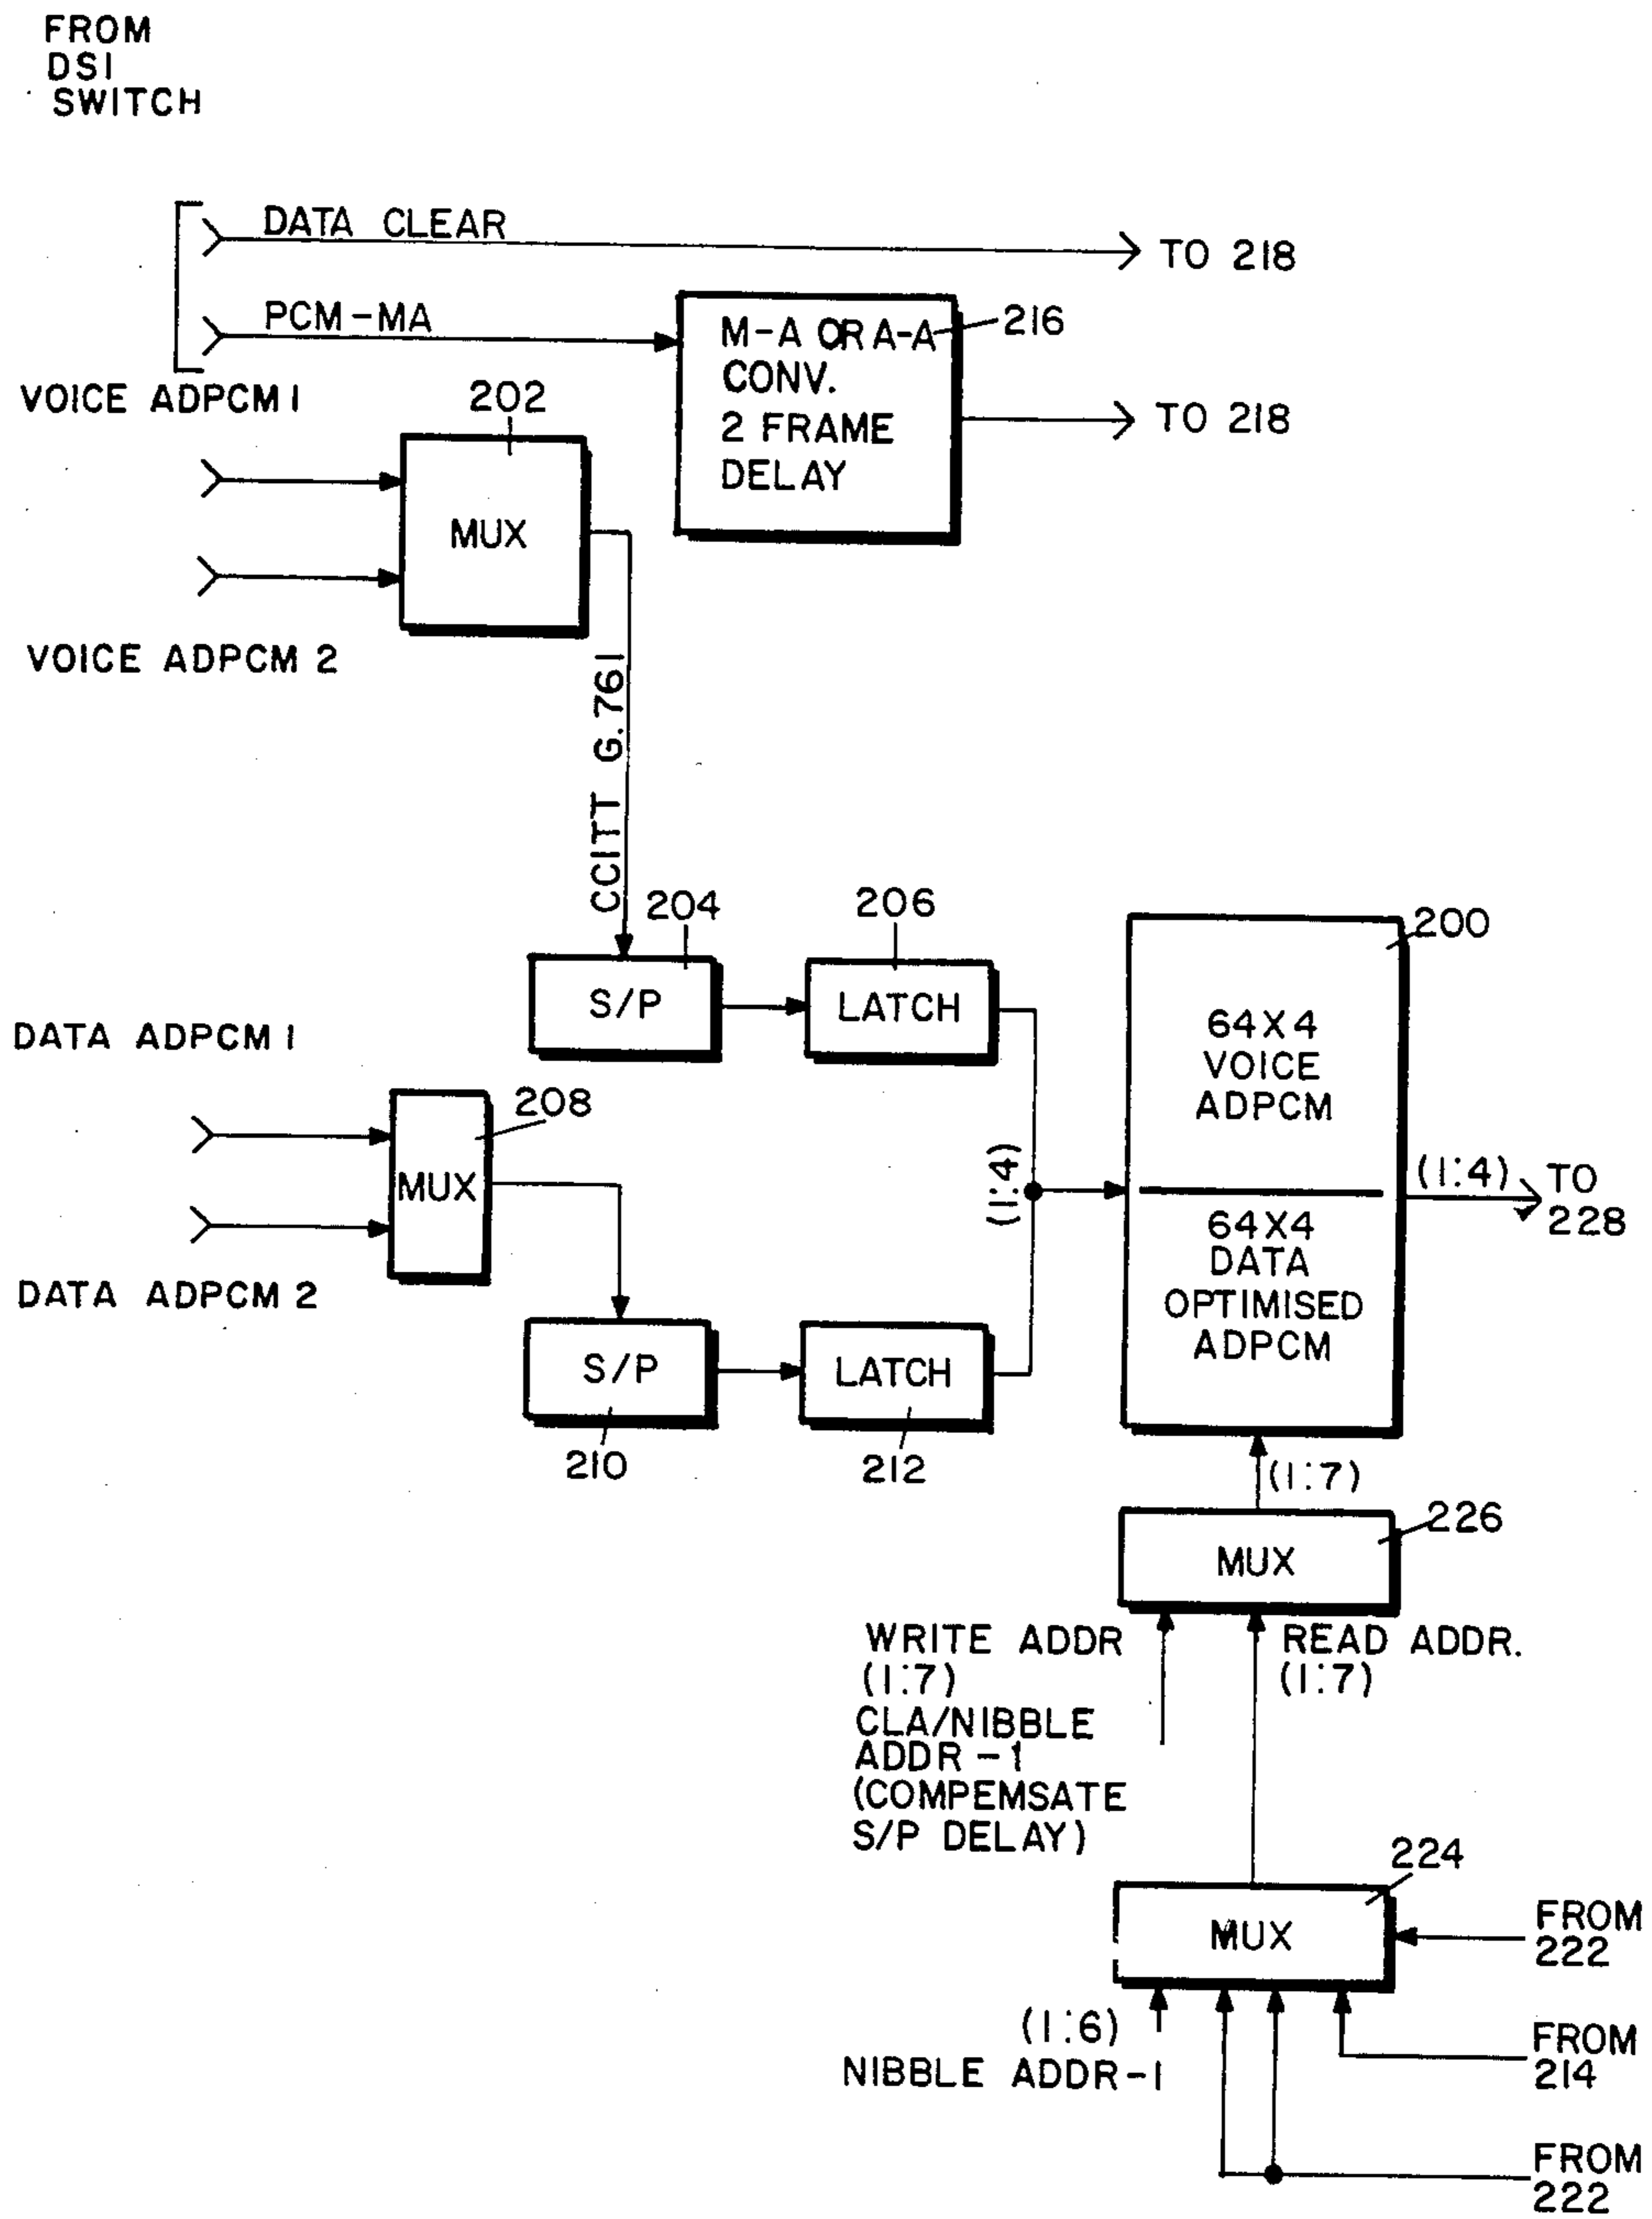 FROM
DSI
SWITCH
DATA CLEAR
TO 218
PCM-MA
M-A OR A-A
CONV.
2 FRAME
DELAY
216
TO 218
VOICE ADPCM 1
202
MUX
VOICE ADPCM 2
CCITT G.761
204
S/P
206
LATCH
200
64X4
VOICE
ADPCM
64X4
DATA
OPTIMISED
ADPCM
(1:4)
(1:4)
TO
228
DATA ADPCM 1
208
MUX
DATA ADPCM 2
S/P
210
LATCH
212
(1:7)
226
MUX
WRITE ADDR
(1:7)
CLA/NIBBLE
ADDR-1
(COMPEMSATE
S/P DELAY)
READ ADDR.
(1:7)
224
MUX
FROM
222
(1:6)
NIBBLE ADDR-1
FROM
214
FROM
222